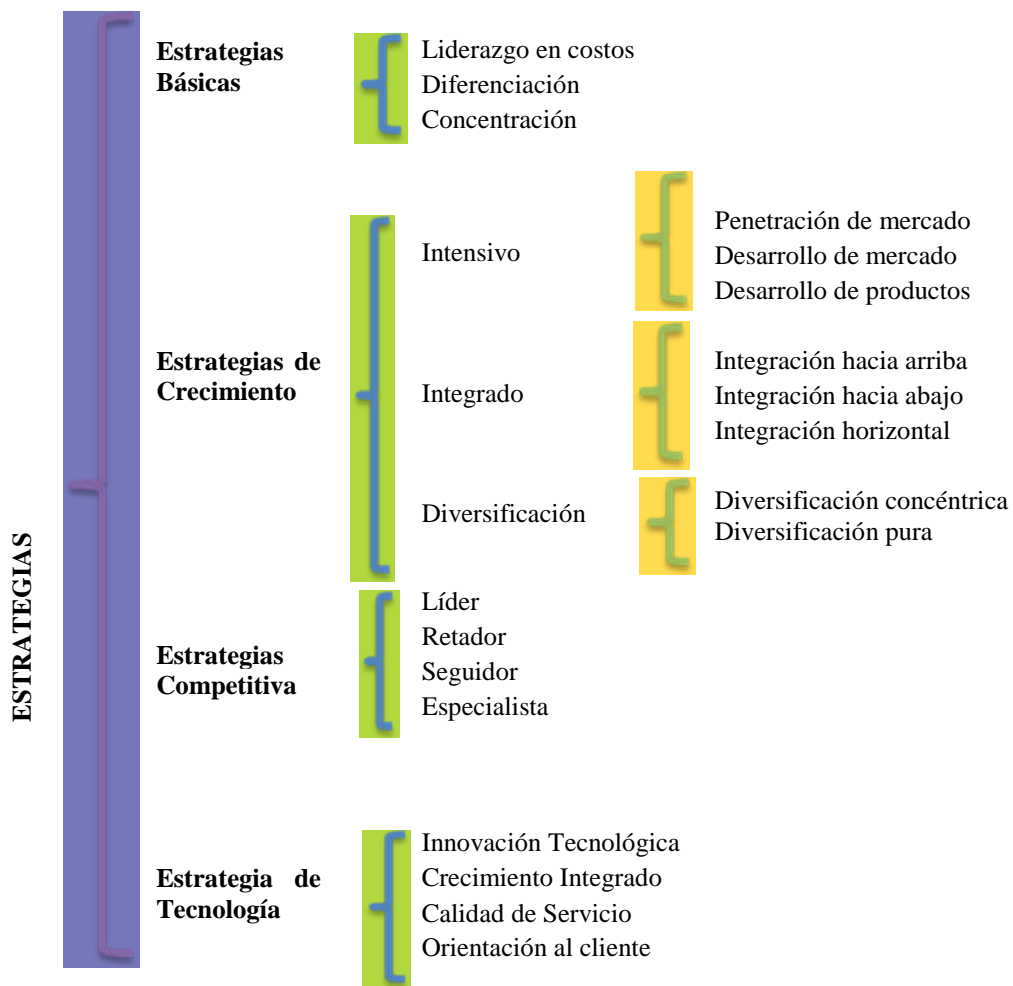 ESTRATEGIAS
Estrategias
Básicas
Liderazgo en costos
Diferenciación
Concentración
Estrategias de
Crecimiento
Intensivo
Penetración de mercado
Desarrollo de mercado
Desarrollo de productos
Integrado
Integración hacia arriba
Integración hacia abajo
Integración horizontal
Diversificación
Diversificación concéntrica
Diversificación pura
Estrategias
Competitiva
Líder
Retador
Seguidor
Especialista
Estrategia de
Tecnología
Innovación Tecnológica
Crecimiento Integrado
Calidad de Servicio
Orientación al cliente